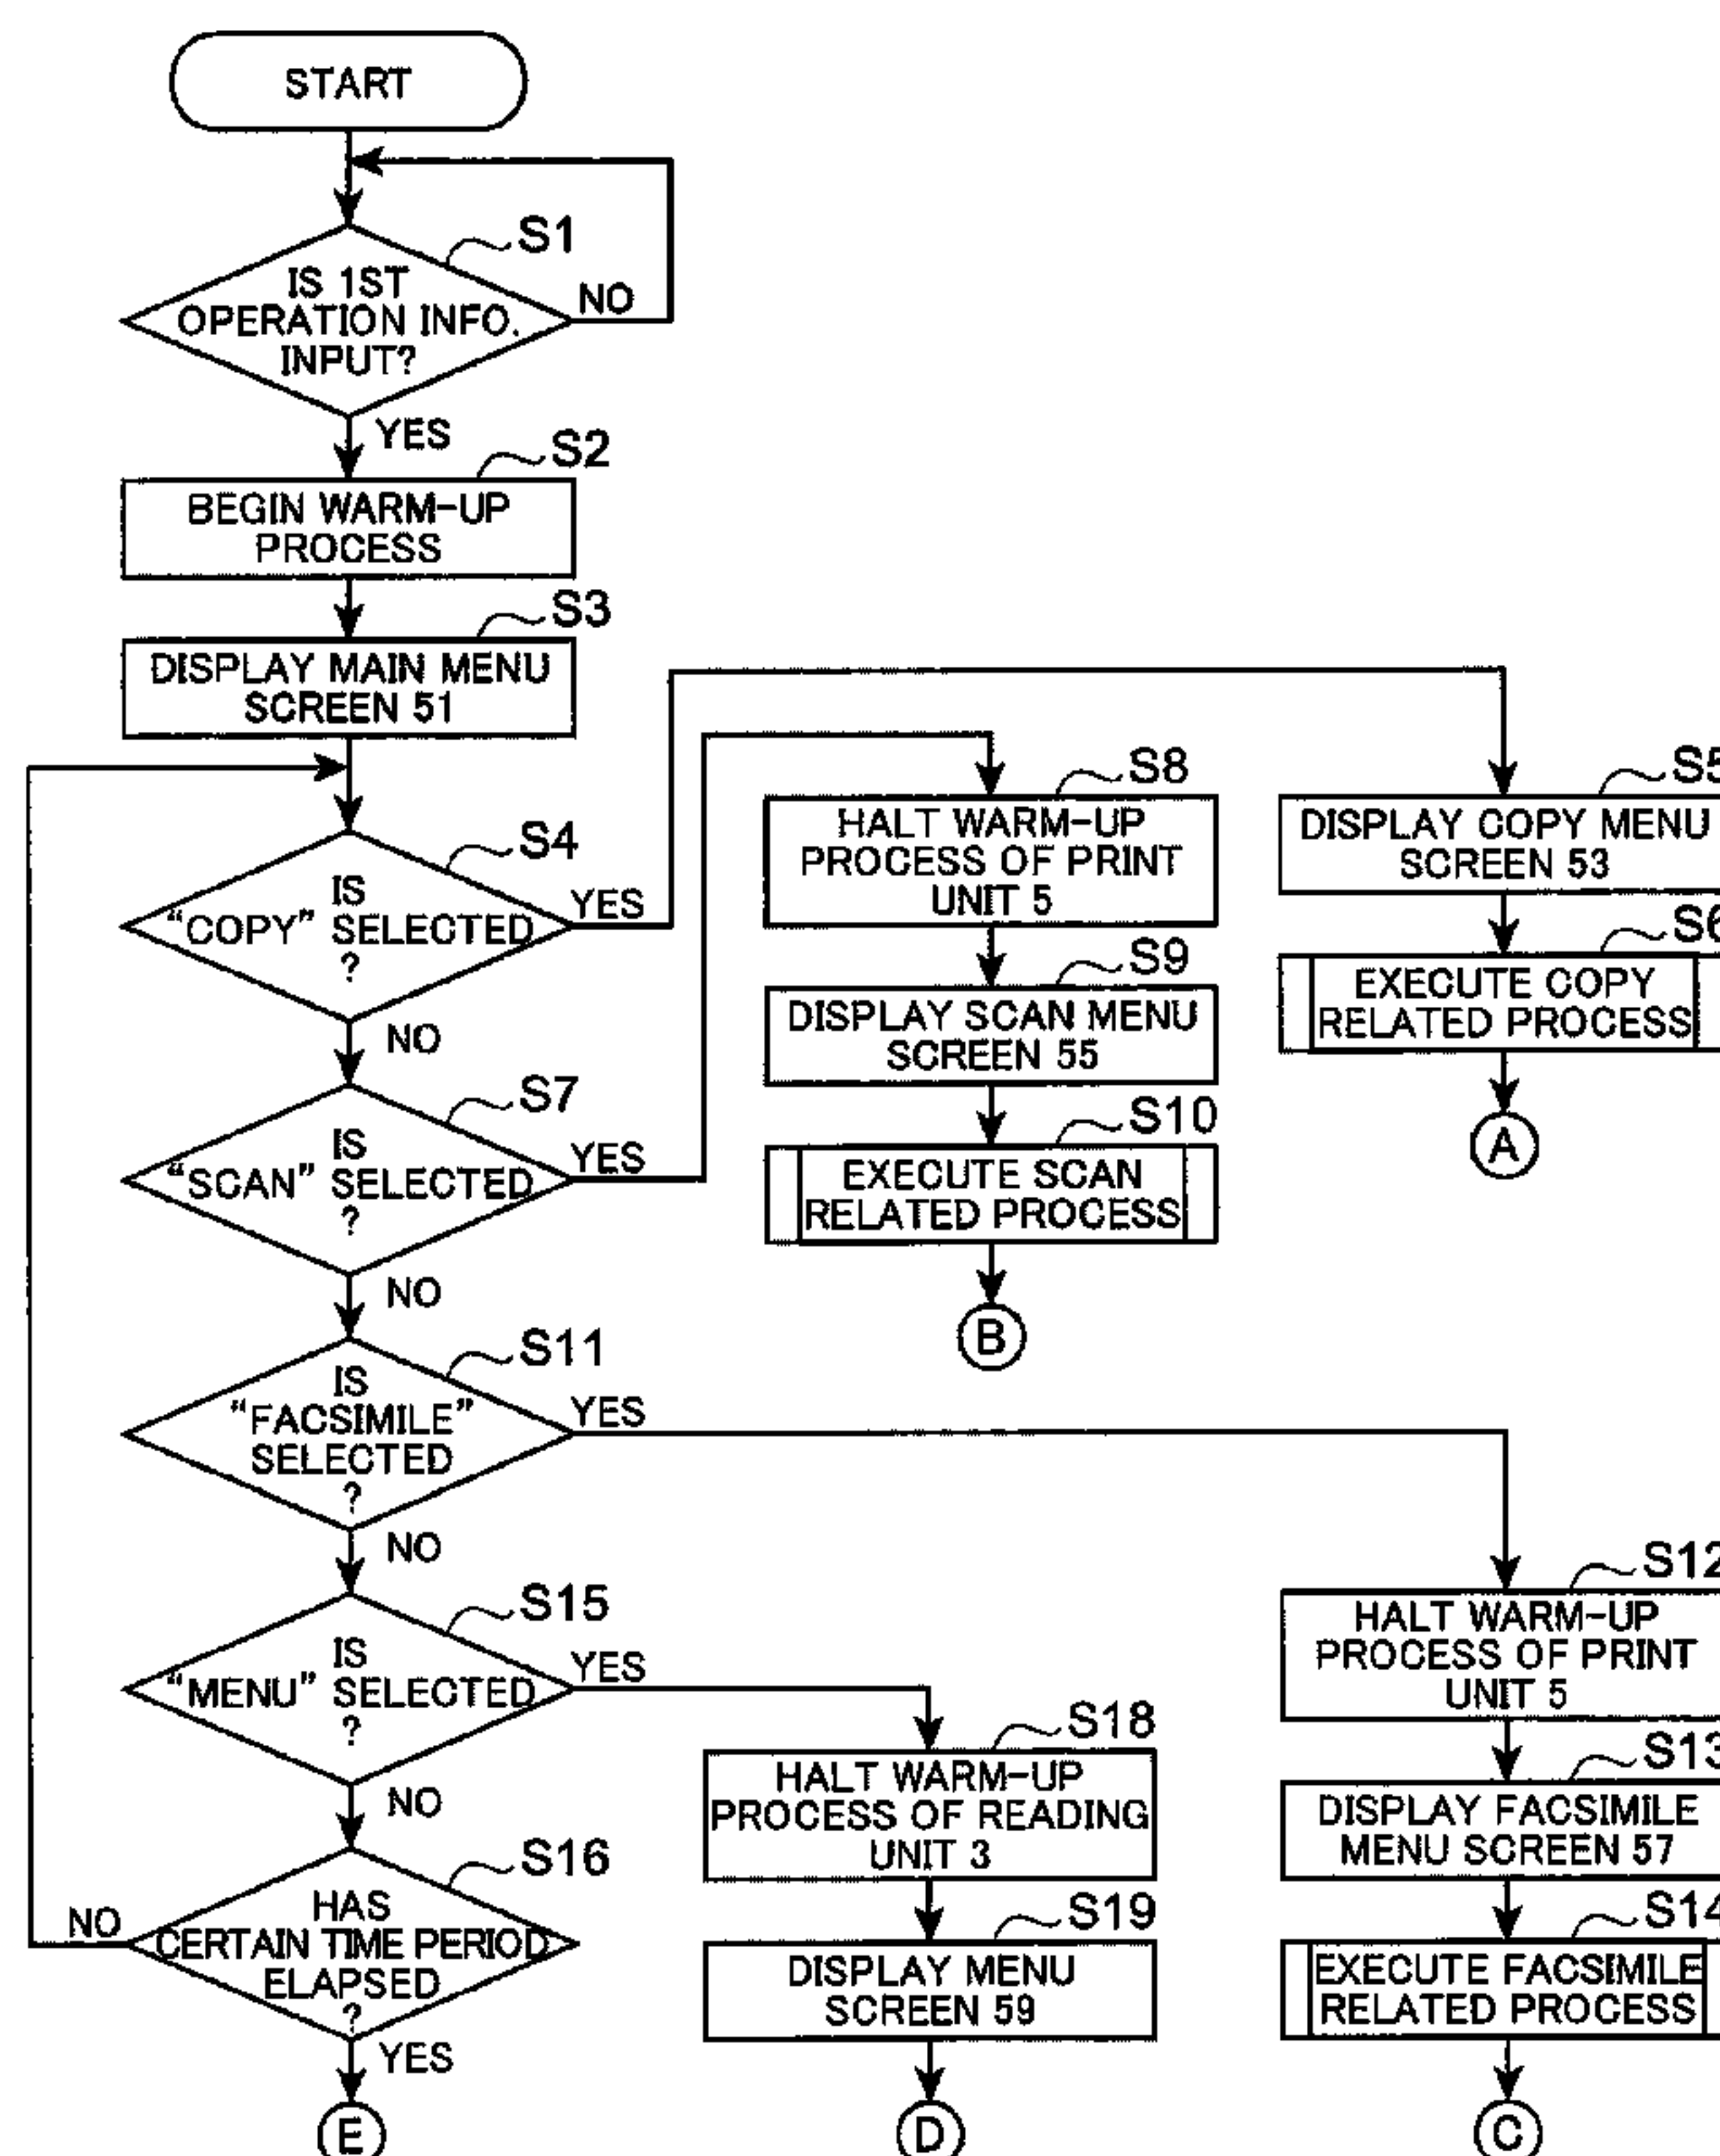 START
S1
IS 1ST
OPERATION INFO.
INPUT?
NO
YES
S2
BEGIN WARM-UP
PROCESS
S3
DISPLAY MAIN MENU
SCREEN 51
S4
IS
“COPY” SELECTED
?
YES
NO
S5
DISPLAY COPY MENU
SCREEN 53
S6
EXECUTE COPY
RELATED PROCESS
A
S7
IS
“SCAN” SELECTED
?
YES
NO
S8
HALT WARM-UP
PROCESS OF PRINT
UNIT 5
S9
DISPLAY SCAN MENU
SCREEN 55
S10
EXECUTE SCAN
RELATED PROCESS
B
S11
IS
“FACSIMILE”
SELECTED
?
YES
NO
S12
HALT WARM-UP
PROCESS OF PRINT
UNIT 5
S13
DISPLAY FACSIMILE
MENU SCREEN 57
S14
EXECUTE FACSIMILE
RELATED PROCESS
C
S15
IS
“MENU” SELECTED
?
YES
NO
S18
HALT WARM-UP
PROCESS OF READING
UNIT 3
S19
DISPLAY MENU
SCREEN 59
D
S16
HAS
CERTAIN TIME PERIOD
ELAPSED
?
NO
YES
E